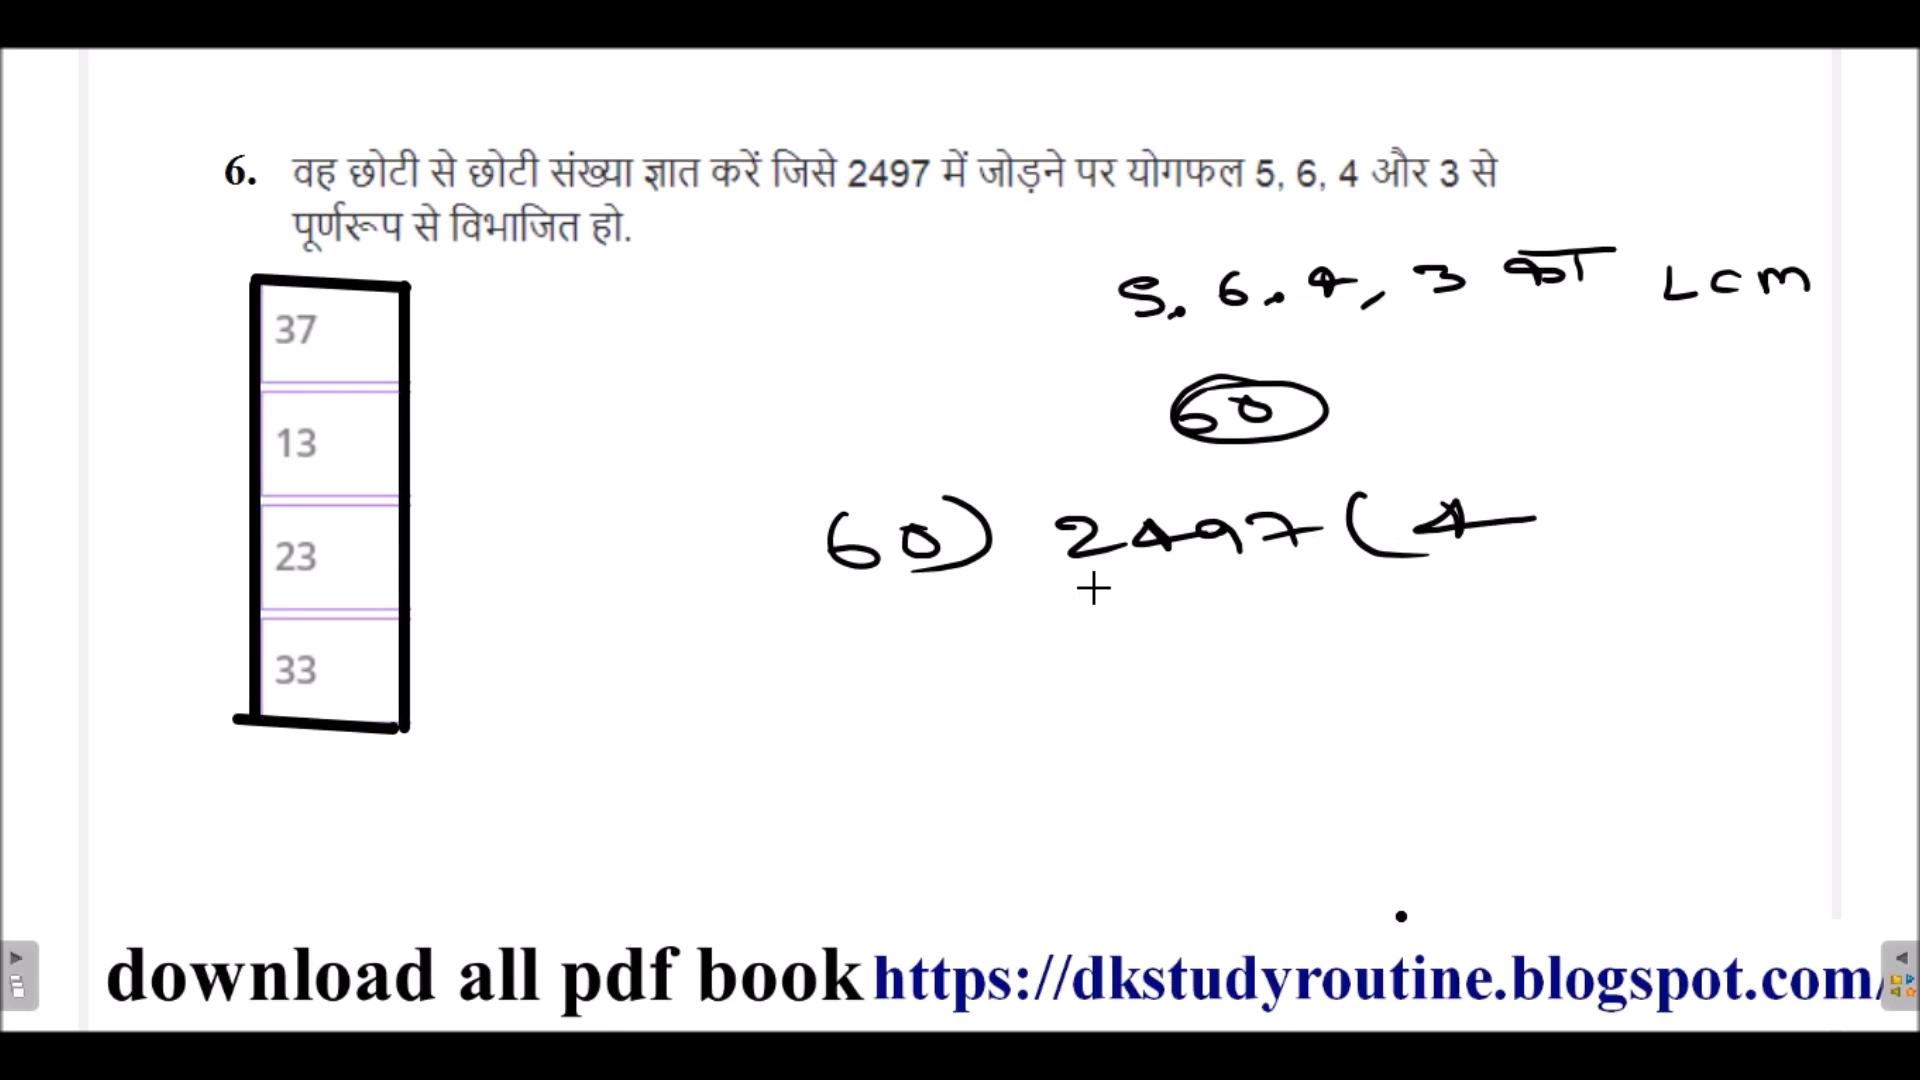 6. वह छोटी से छोटी संख्या ज्ञात करें जिसे 2497 में जोड़ने पर योगफल 5, 6, 4 और 3 से
पूर्णरूप से विभाजित हो.
5, 6, 4, 3 का LCM
37
60
13
60) 2497 ( 4
23
33
download all pdf book https://dkstudyroutine.blogspot.com/